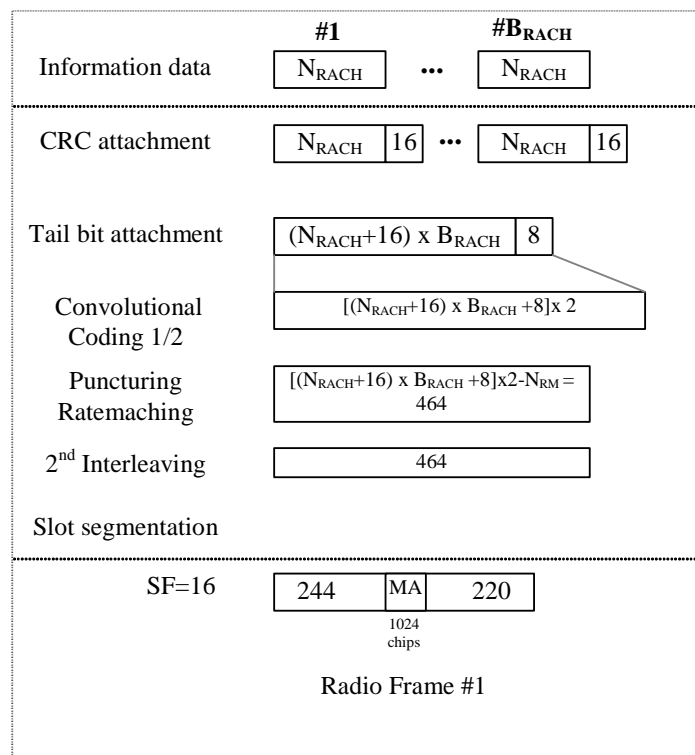 #1 #B_RACH
Information data N_RACH ... N_RACH
CRC attachment N_RACH 16 ... N_RACH 16
Tail bit attachment (N_RACH+16) x B_RACH 8
Convolutional
Coding 1/2
[(N_RACH+16) x B_RACH +8]x 2
Puncturing
Ratemaching
[(N_RACH+16) x B_RACH +8]x2-N_RM =
464
2nd Interleaving 464
Slot segmentation
SF=16 244 MA 220
1024
chips
Radio Frame #1